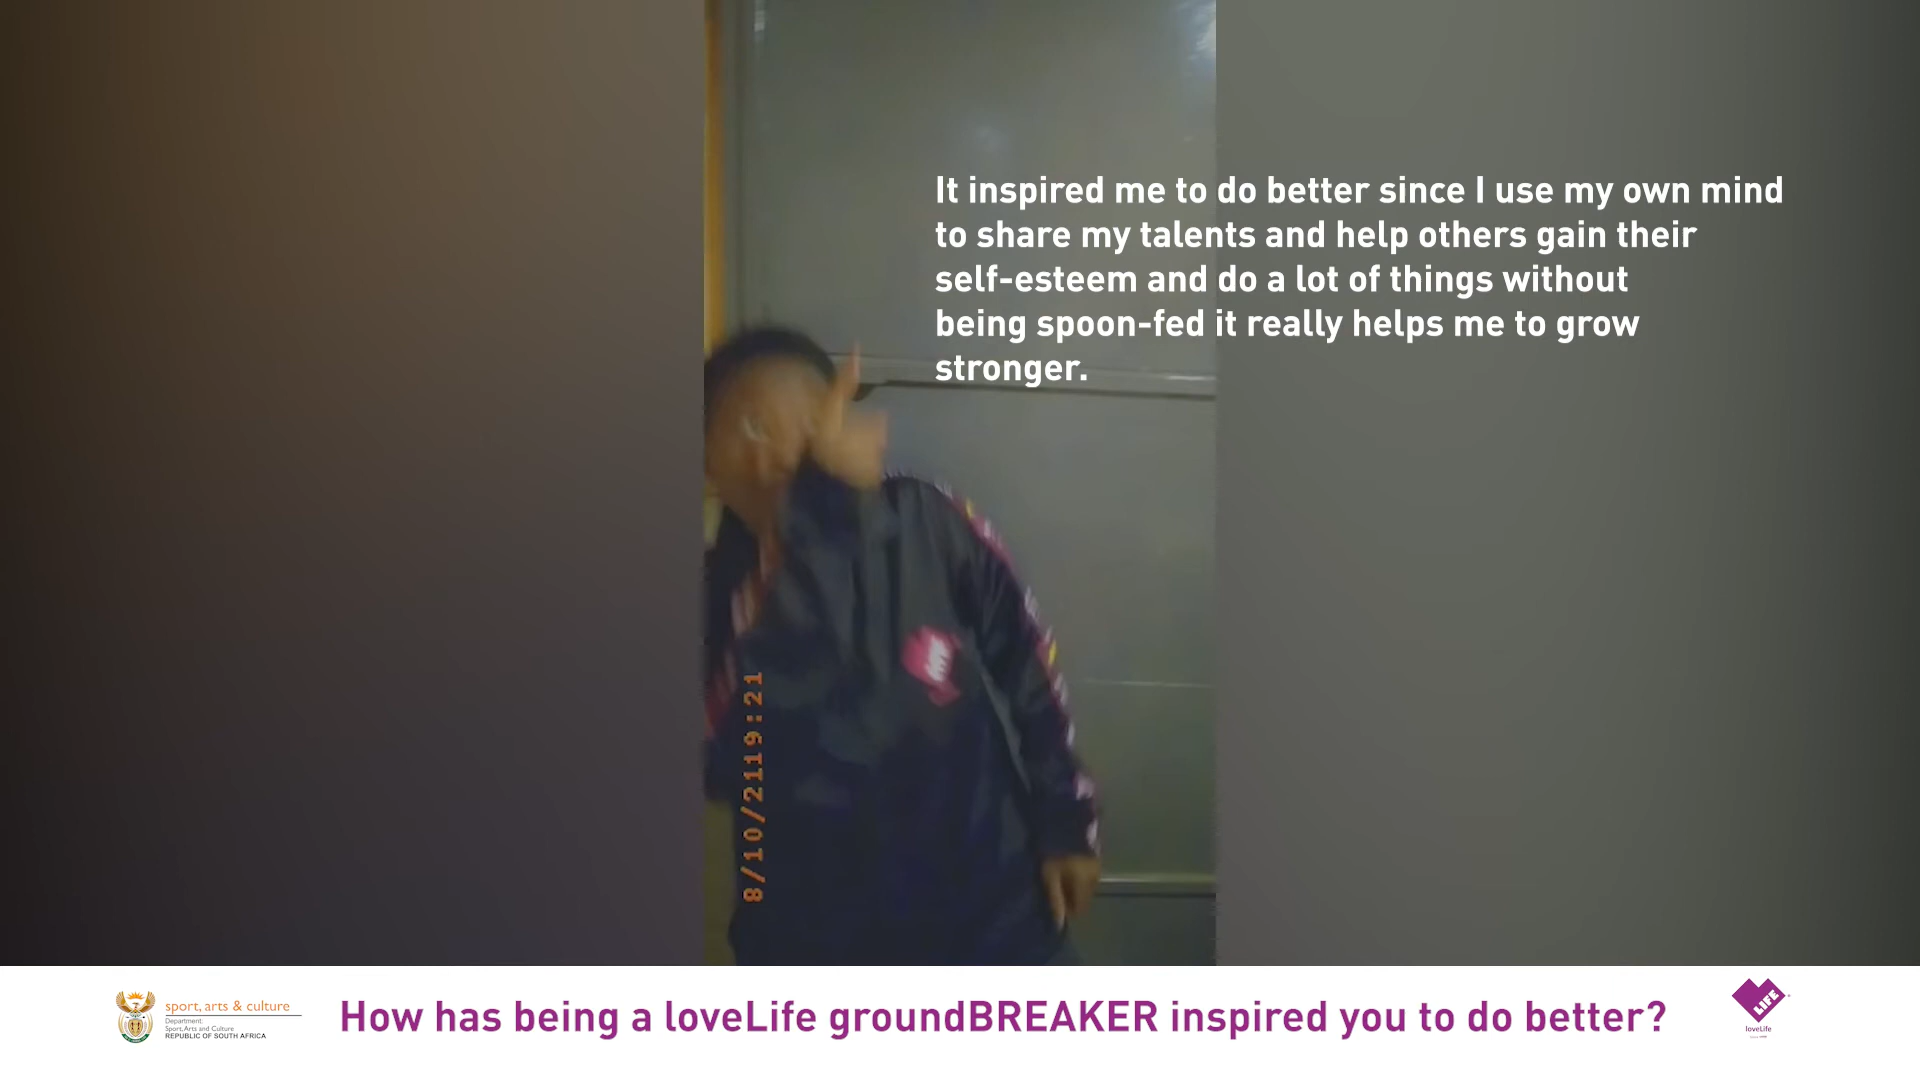 It inspired me to do better since I use my own mind
to share my talents and help others gain their
self-esteem and do a lot of things without
being spoon-fed it really helps me to grow
stronger.
8/10/2119:21
sport, arts & culture
Department:
Sport, Arts and Culture
REPUBLIC OF SOUTH AFRICA
How has being a loveLife groundBREAKER inspired you to do better?
LIFE
loveLife